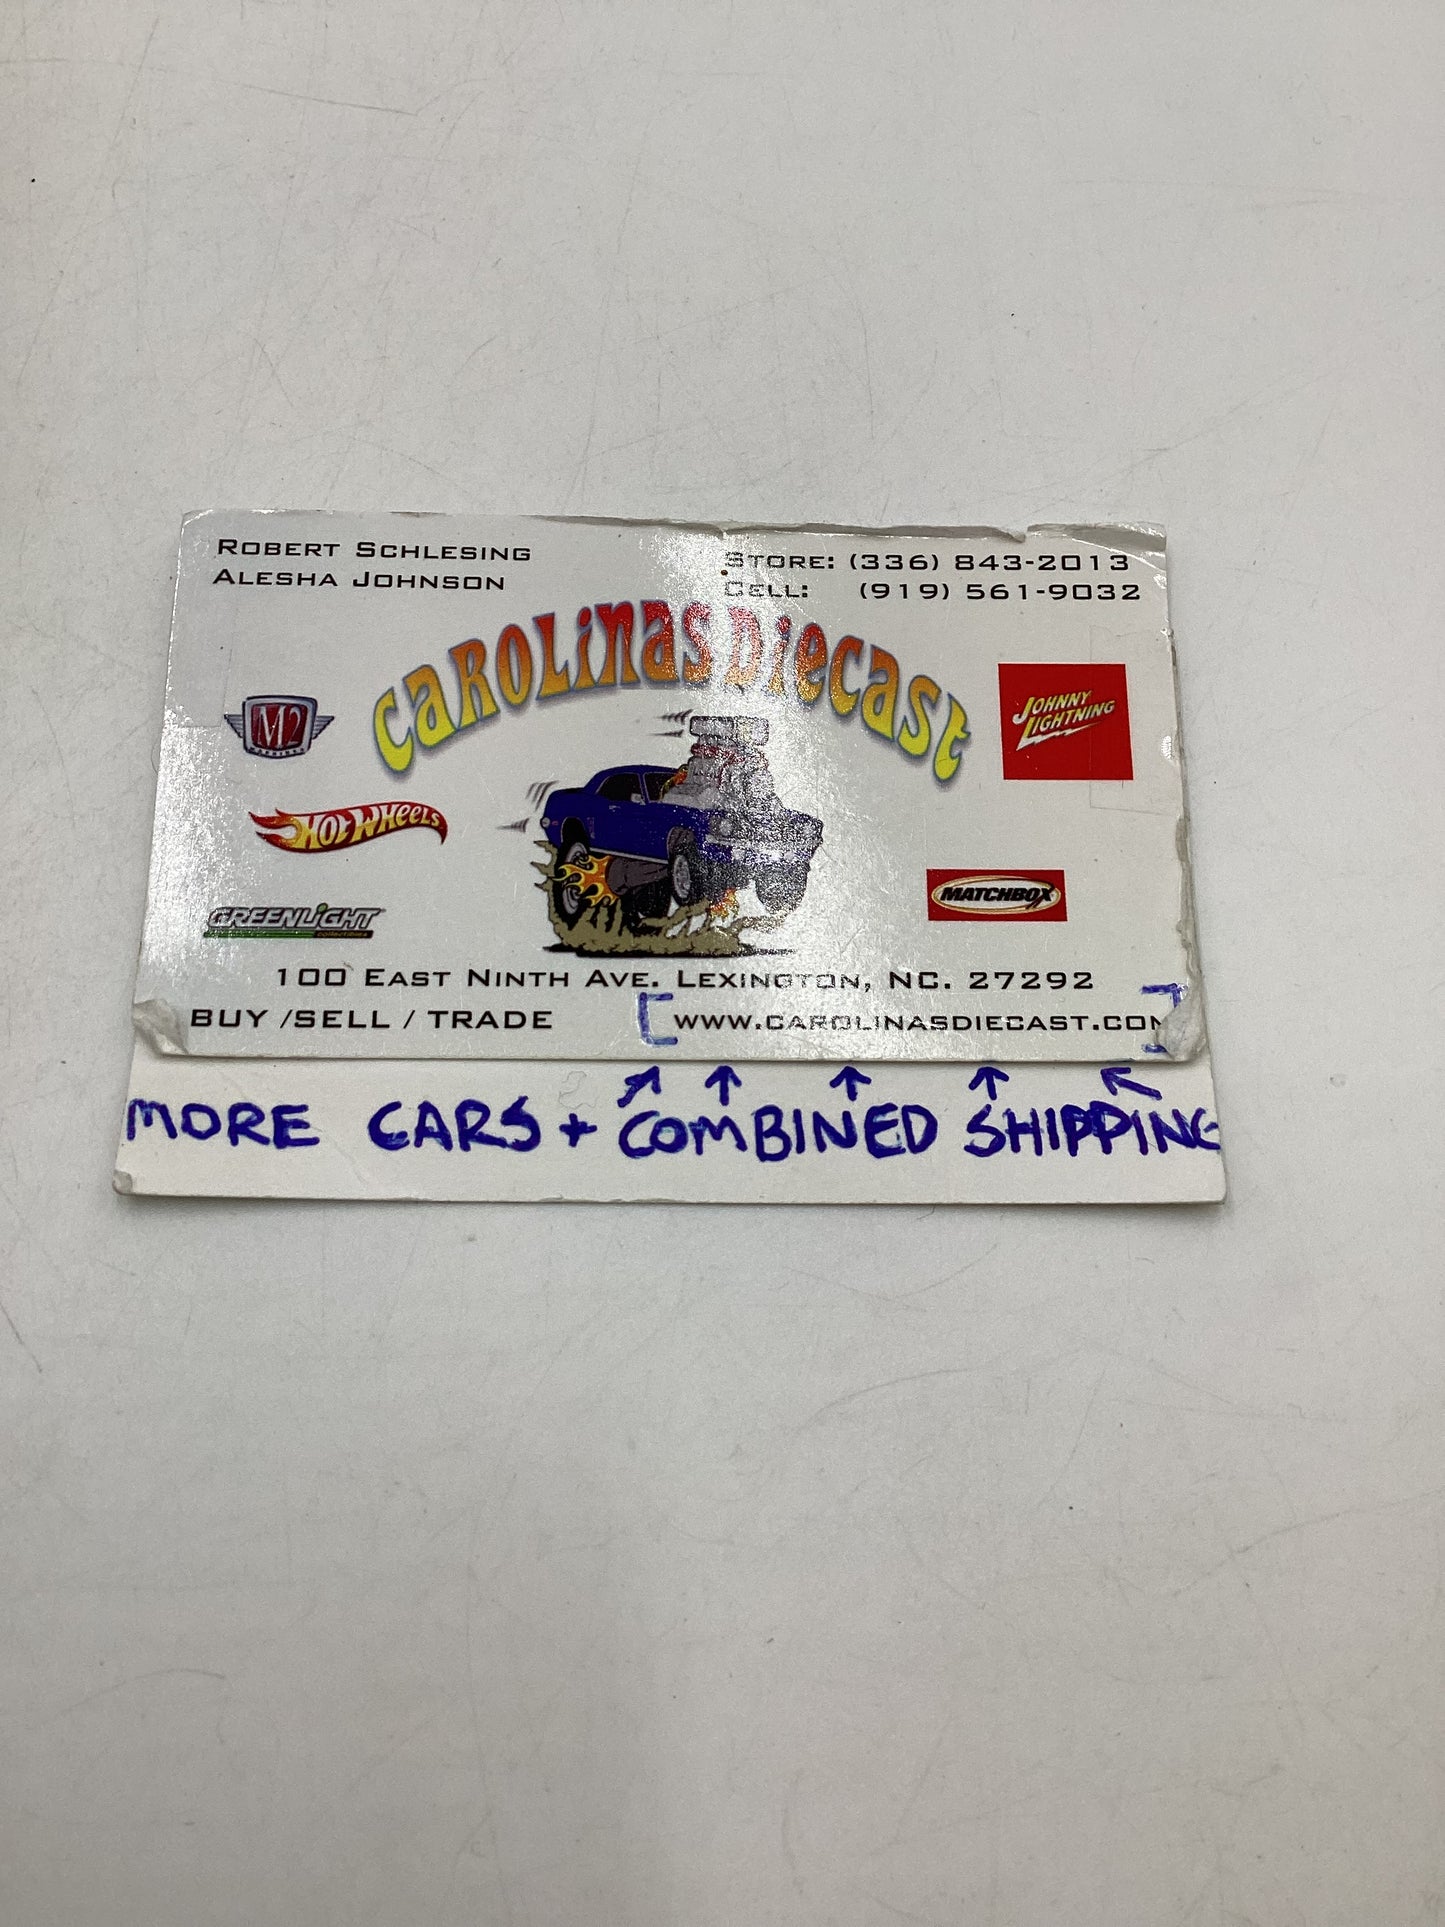 ROBERT SCHLESING
ALESHA JOHNSON
STORE: (336) 843-2013
CELL: (919) 561-9032
CAROLINAS DIECAST
M2
MACHINES
JOHNNY
LIGHTNING
HOT WHEELS
MATCHBOX
GREENLIGHT
collectibles
100 EAST NINTH AVE. LEXINGTON, NC. 27292
BUY /SELL / TRADE
WWW.CAROLINASDIECAST.COM
MORE CARS + COMBINED SHIPPING